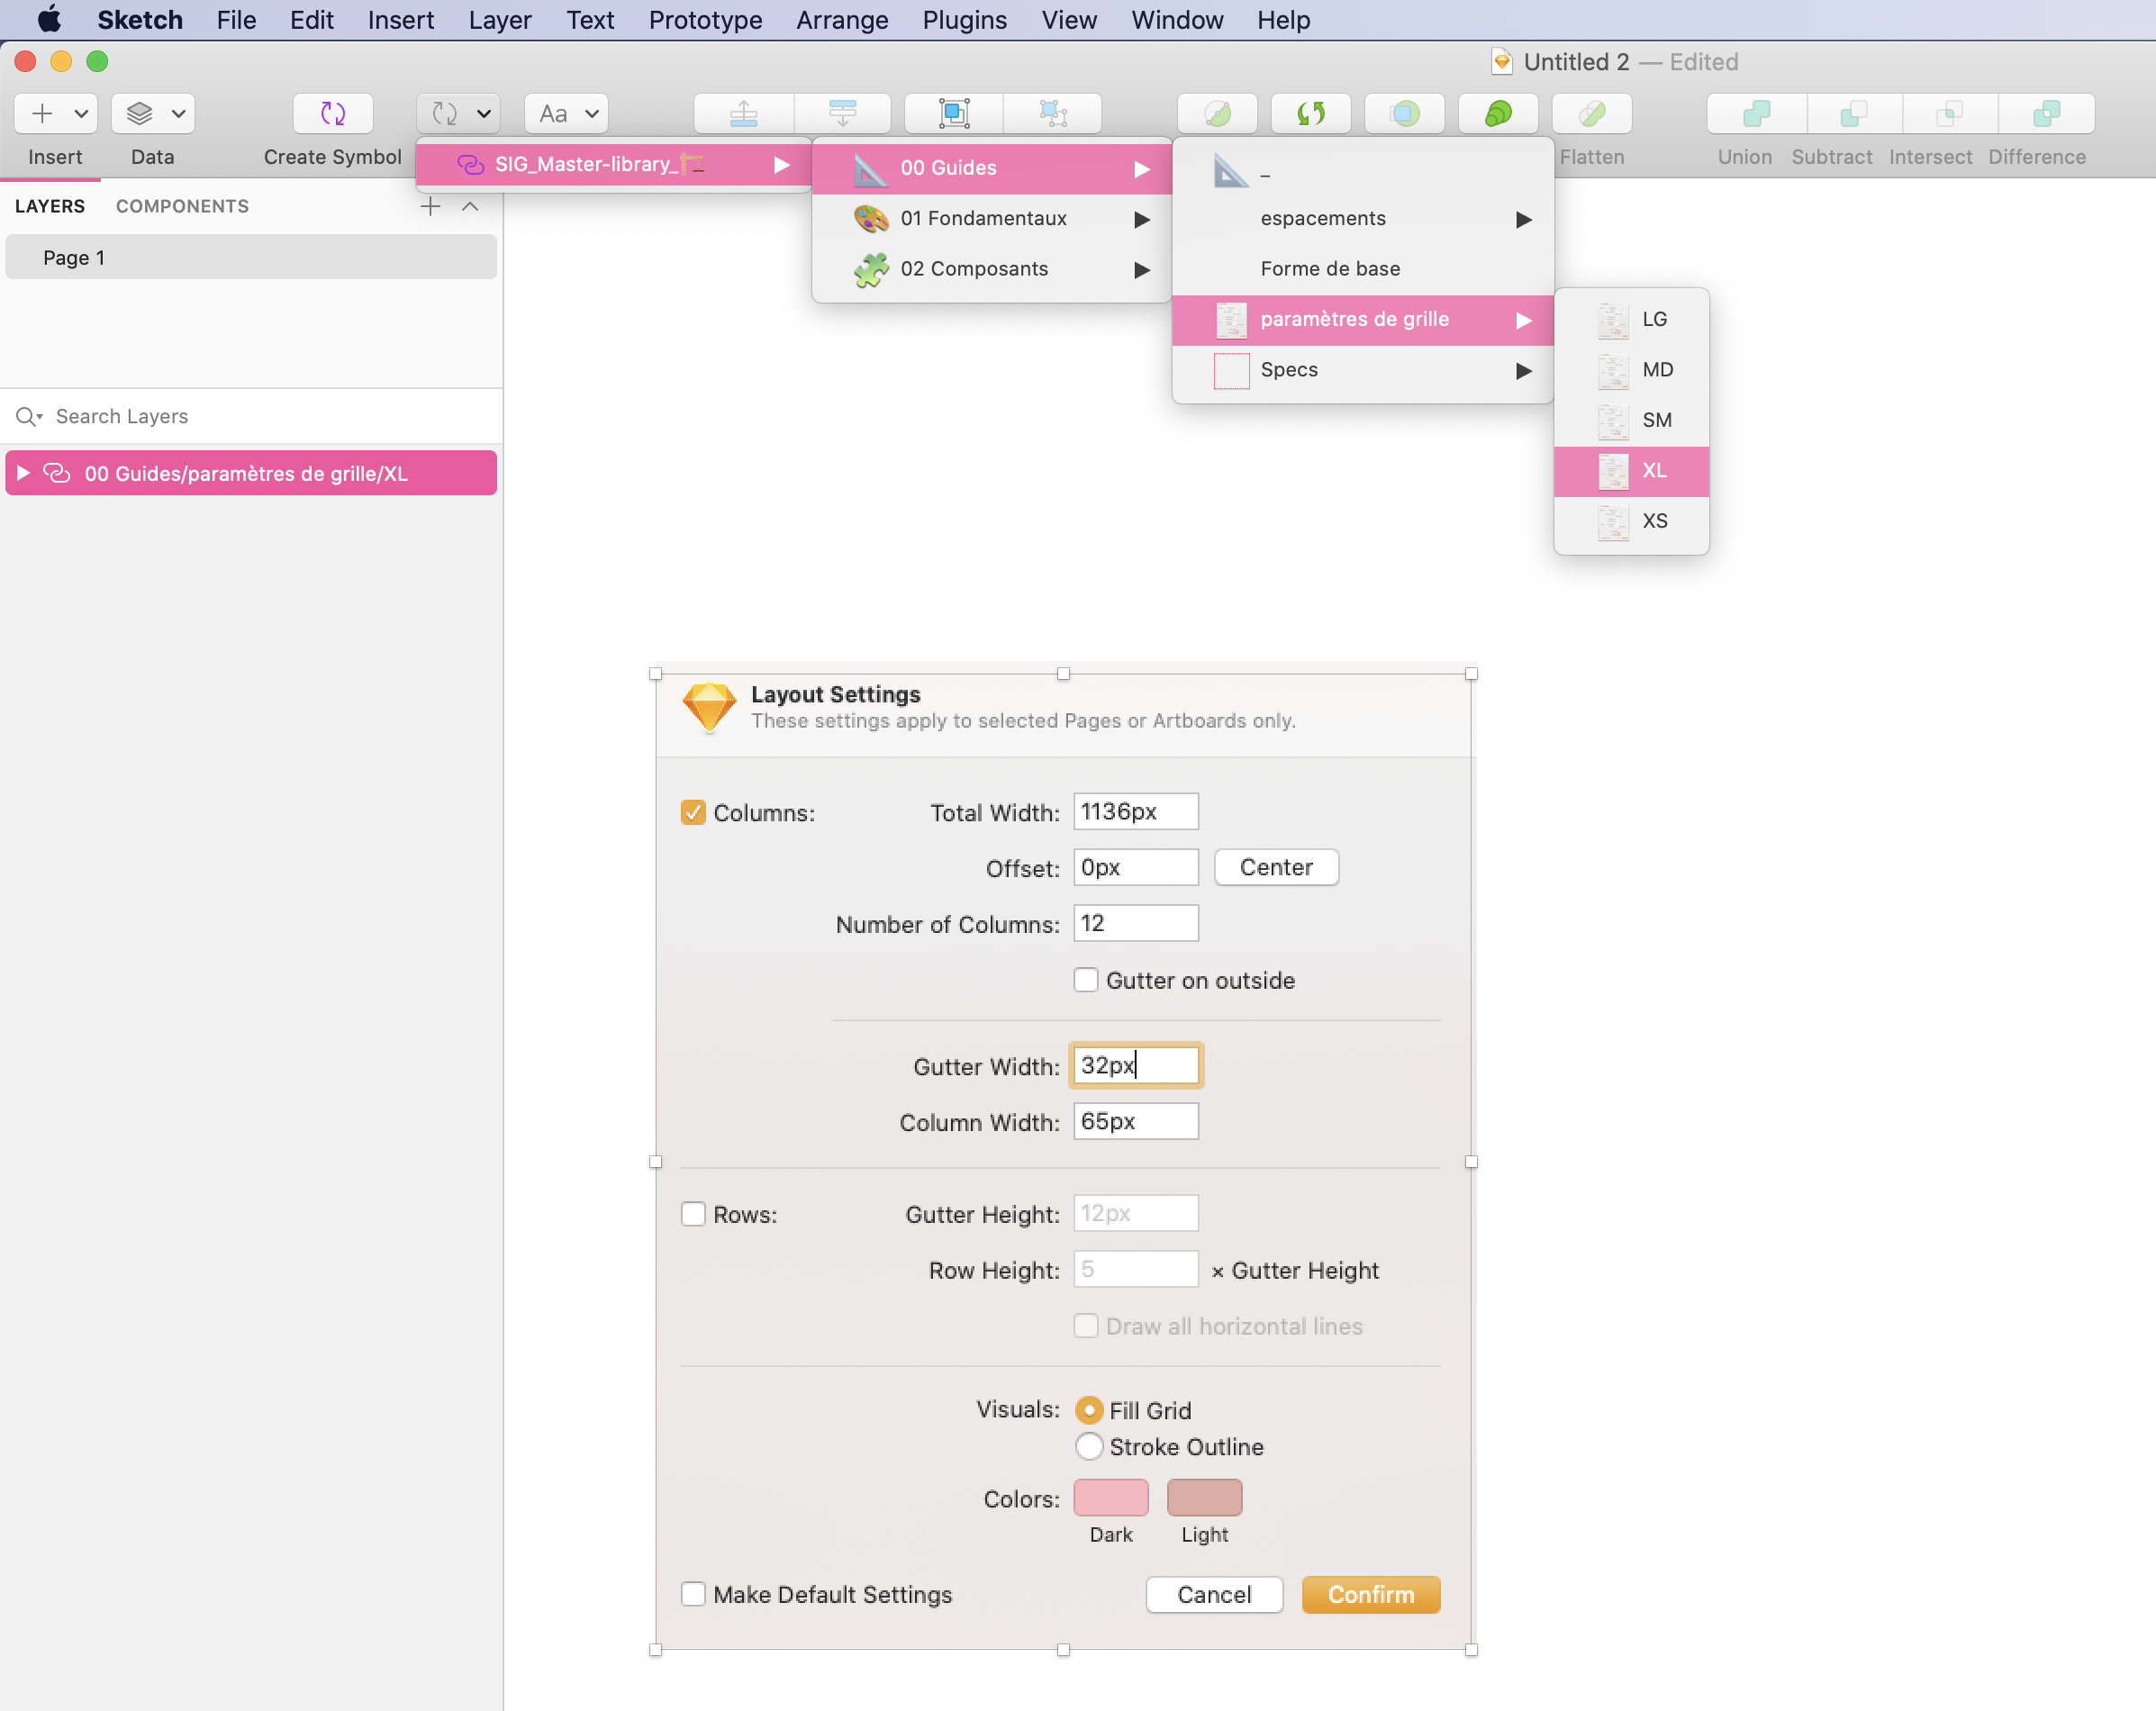 Sketch File Edit Insert Layer Text Prototype Arrange Plugins View Window Help
Untitled 2 — Edited
Aa
Insert Data Create Symbol Flatten Union Subtract Intersect Difference
SIG_Master-library_🏗
00 Guides
01 Fondamentaux
02 Composants
_
espacements
Forme de base
paramètres de grille
Specs
LG
MD
SM
XL
XS
LAYERS COMPONENTS
Page 1
Search Layers
00 Guides/paramètres de grille/XL
Layout Settings
These settings apply to selected Pages or Artboards only.
Columns: Total Width: 1136px
Offset: 0px Center
Number of Columns: 12
Gutter on outside
Gutter Width: 32px
Column Width: 65px
Rows: Gutter Height: 12px
Row Height: 5 × Gutter Height
Draw all horizontal lines
Visuals: Fill Grid
Stroke Outline
Colors:
Dark Light
Make Default Settings Cancel Confirm